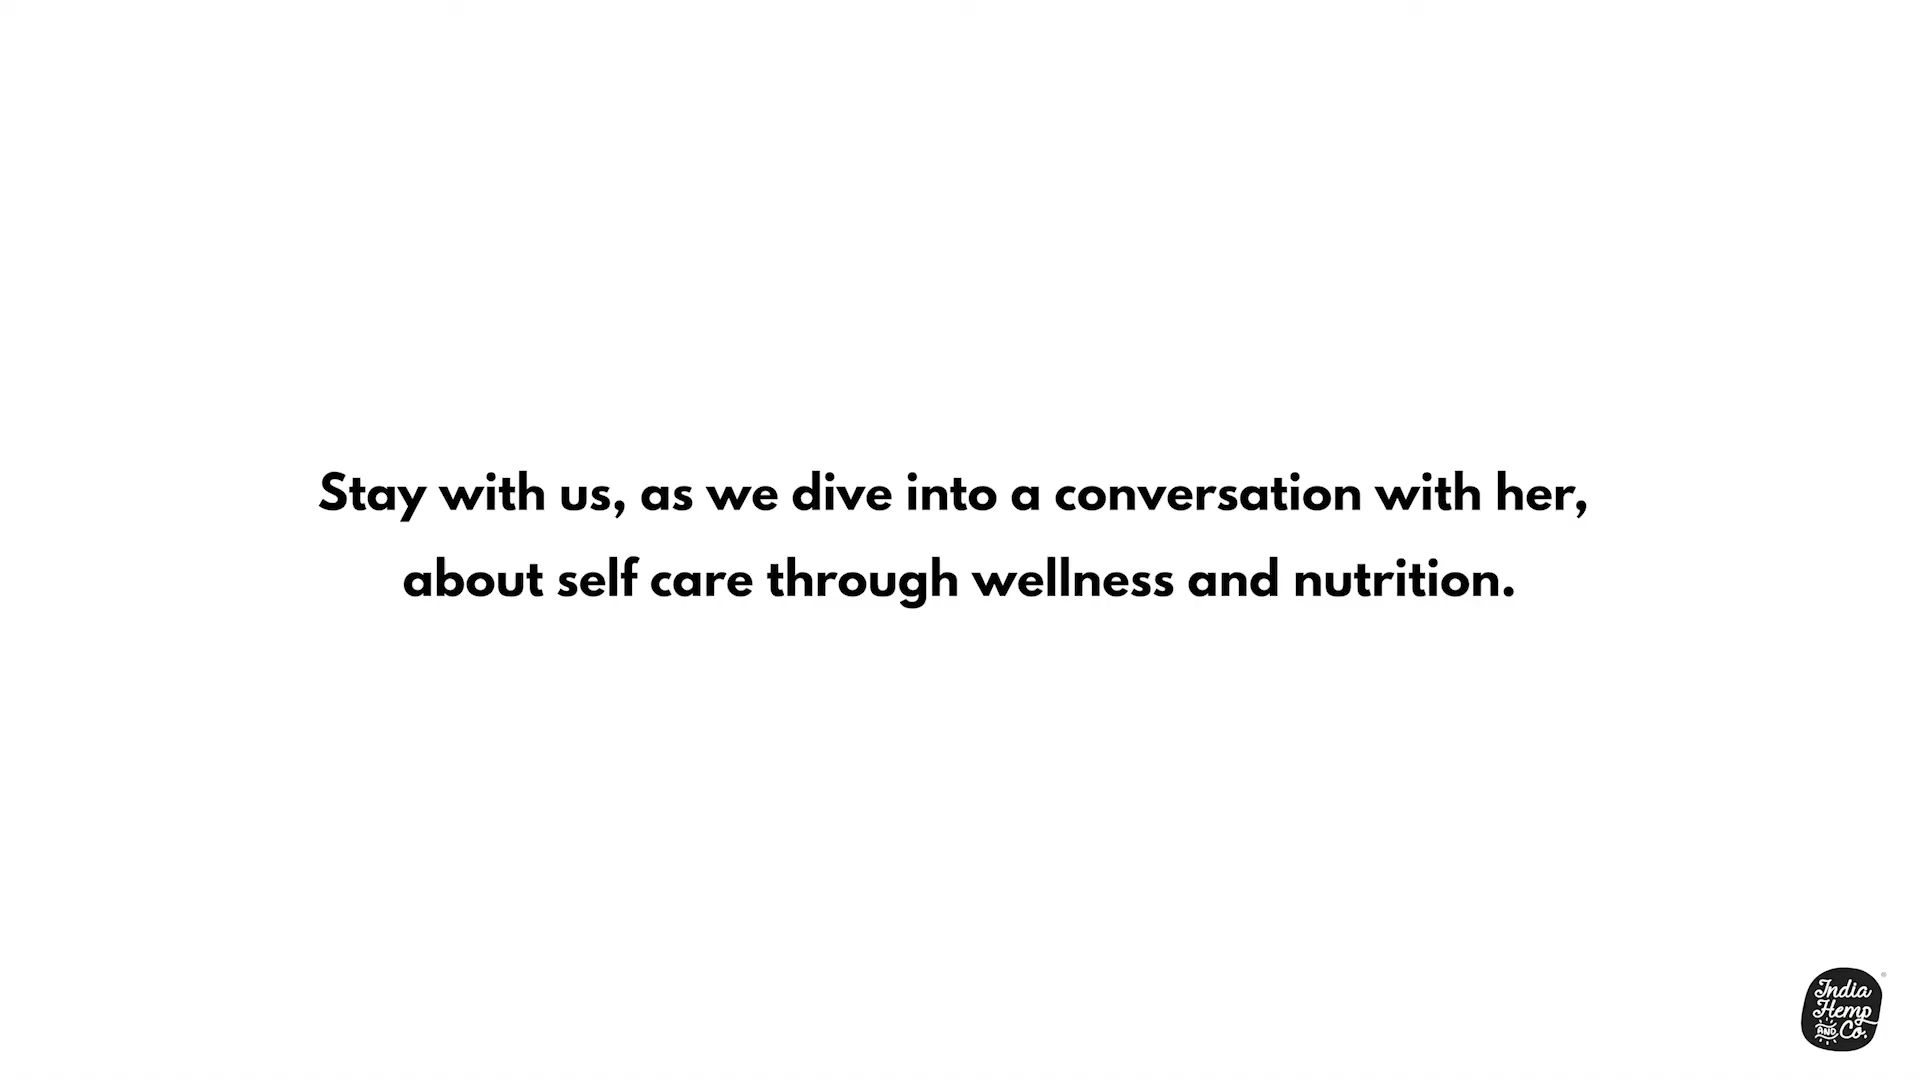 Stay with us, as we dive into a conversation with her,
about self care through wellness and nutrition.
India
Hemp
AND Co.
®